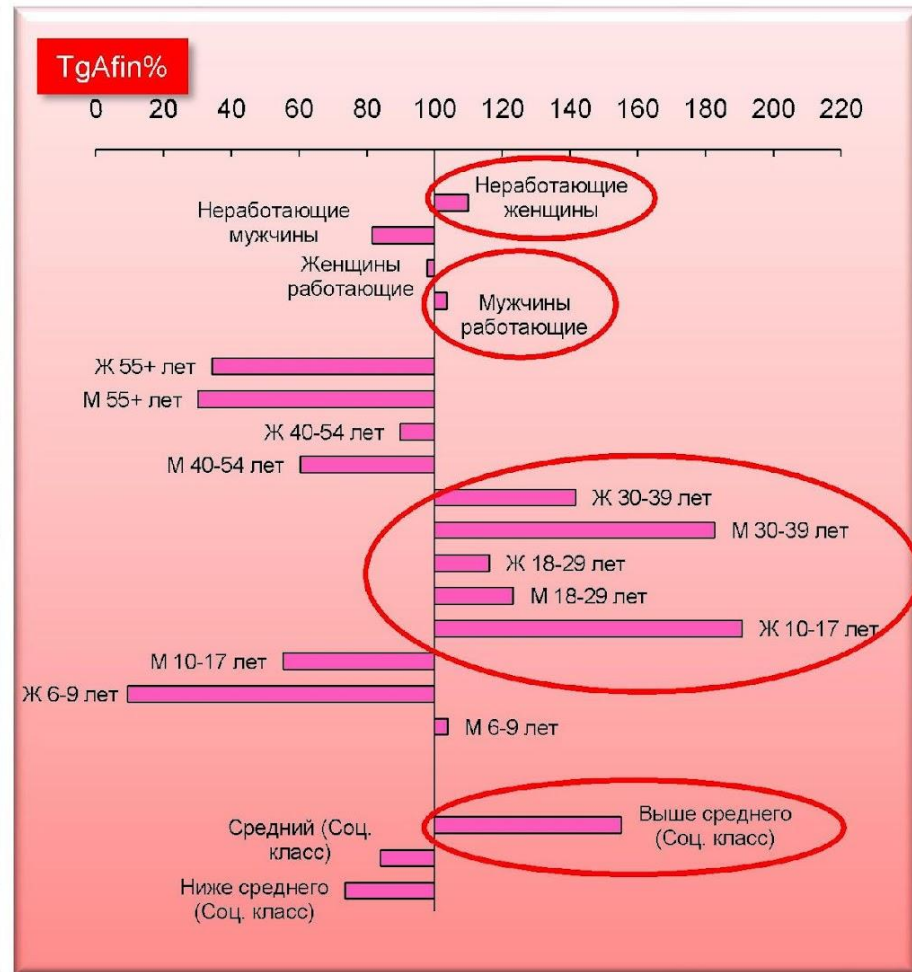 TgAfin%
0 20 40 60 80 100 120 140 160 180 200 220
Неработающие
женщины
Неработающие
мужчины
Женщины
работающие
Мужчины
работающие
Ж 55+ лет
М 55+ лет
Ж 40-54 лет
М 40-54 лет
Ж 30-39 лет
М 30-39 лет
Ж 18-29 лет
М 18-29 лет
Ж 10-17 лет
М 10-17 лет
Ж 6-9 лет
М 6-9 лет
Выше среднего
(Соц. класс)
Средний (Соц.
класс)
Ниже среднего
(Соц. класс)